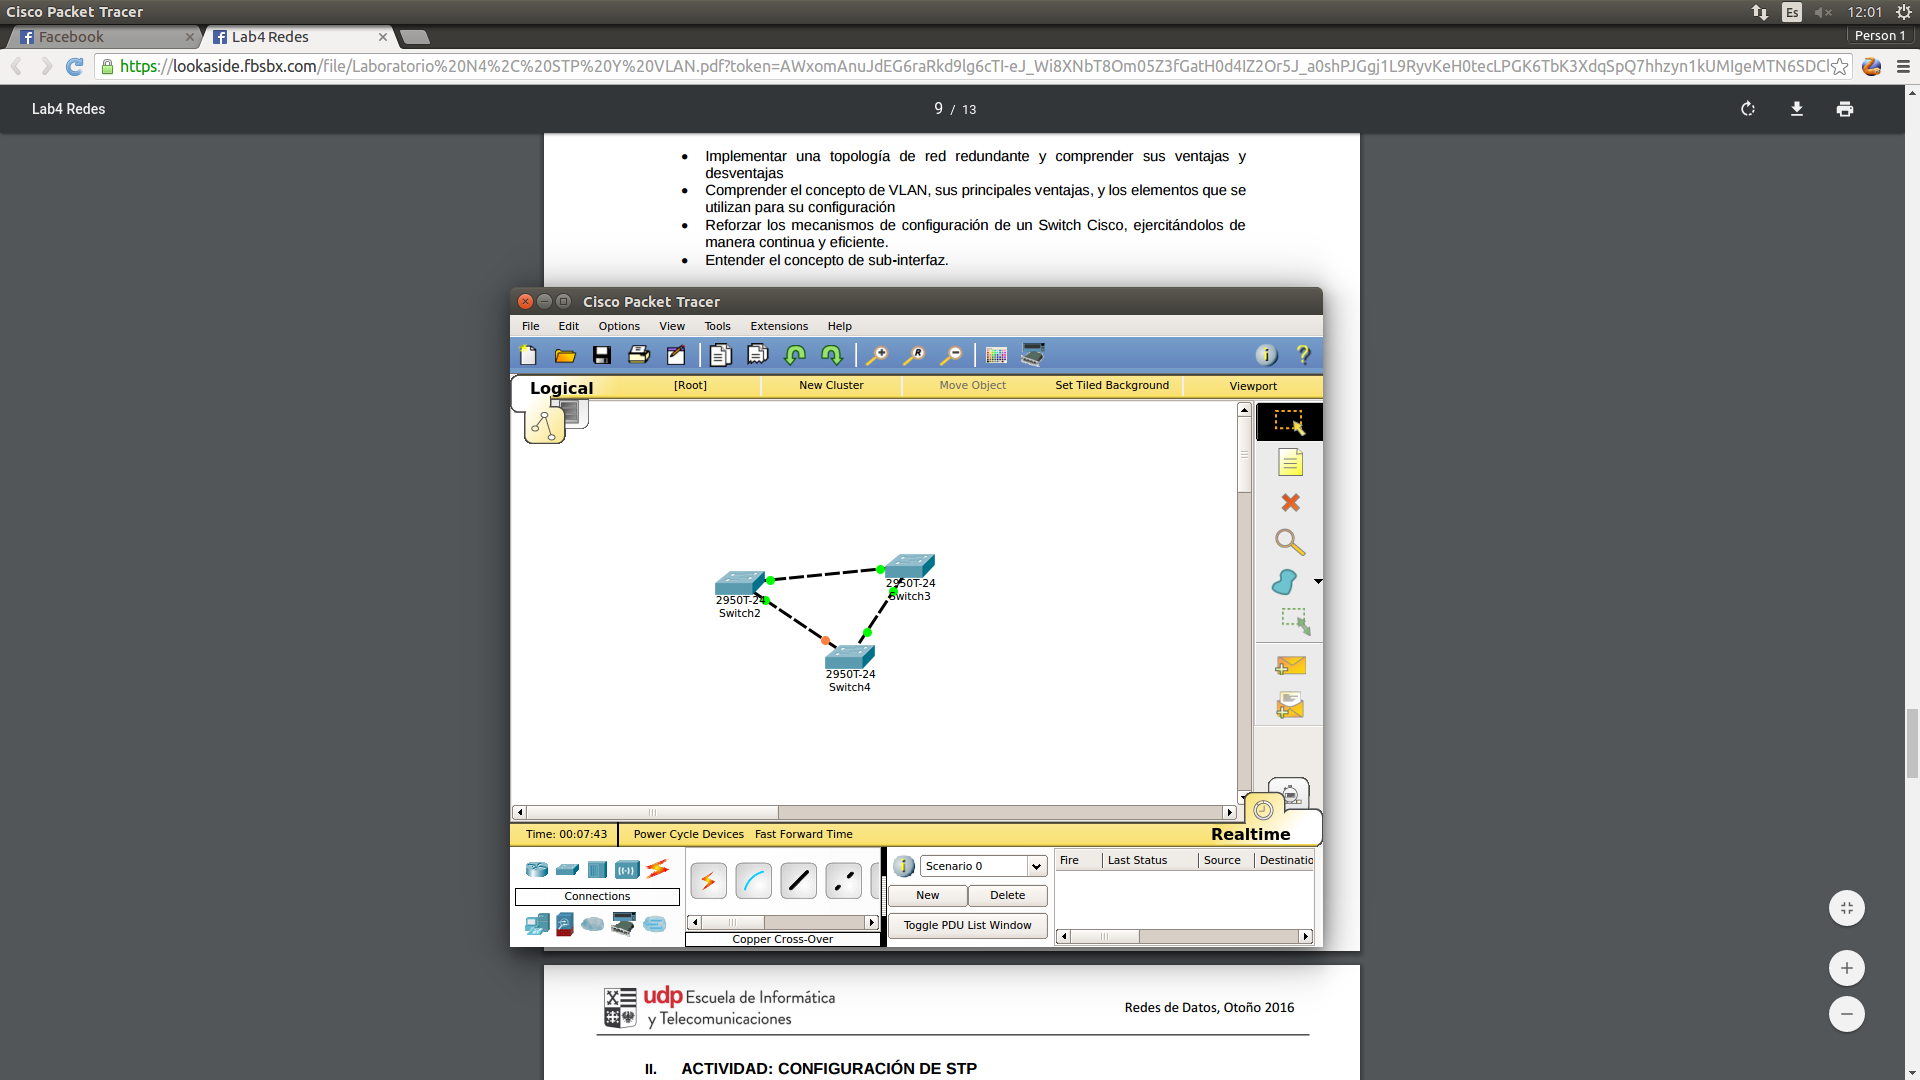 Cisco Packet Tracer
Es
12:01
Facebook
Lab4 Redes
Person 1
https://lookaside.fbsbx.com/file/Laboratorio%20N4%2C%20STP%20Y%20VLAN.pdf?token=
Lab4 Redes
9 / 13
• Implementar una topología de red redundante y comprender sus ventajas y
desventajas
• Comprender el concepto de VLAN, sus principales ventajas, y los elementos que se
utilizan para su configuración
• Reforzar los mecanismos de configuración de un Switch Cisco, ejercitándolos de
manera continua y eficiente.
• Entender el concepto de sub-interfaz.
Cisco Packet Tracer
File Edit Options View Tools Extensions Help
Logical
[Root]
New Cluster
Move Object
Set Tiled Background
Viewport
2950T-24
Switch3
2950T-24
Switch2
2950T-24
Switch4
Time: 00:07:43
Power Cycle Devices Fast Forward Time
Realtime
Connections
Copper Cross-Over
Scenario 0
New
Delete
Toggle PDU List Window
Fire
Last Status
Source
Destinatio
udp Escuela de Informática
y Telecomunicaciones
Redes de Datos, Otoño 2016
II. ACTIVIDAD: CONFIGURACIÓN DE STP